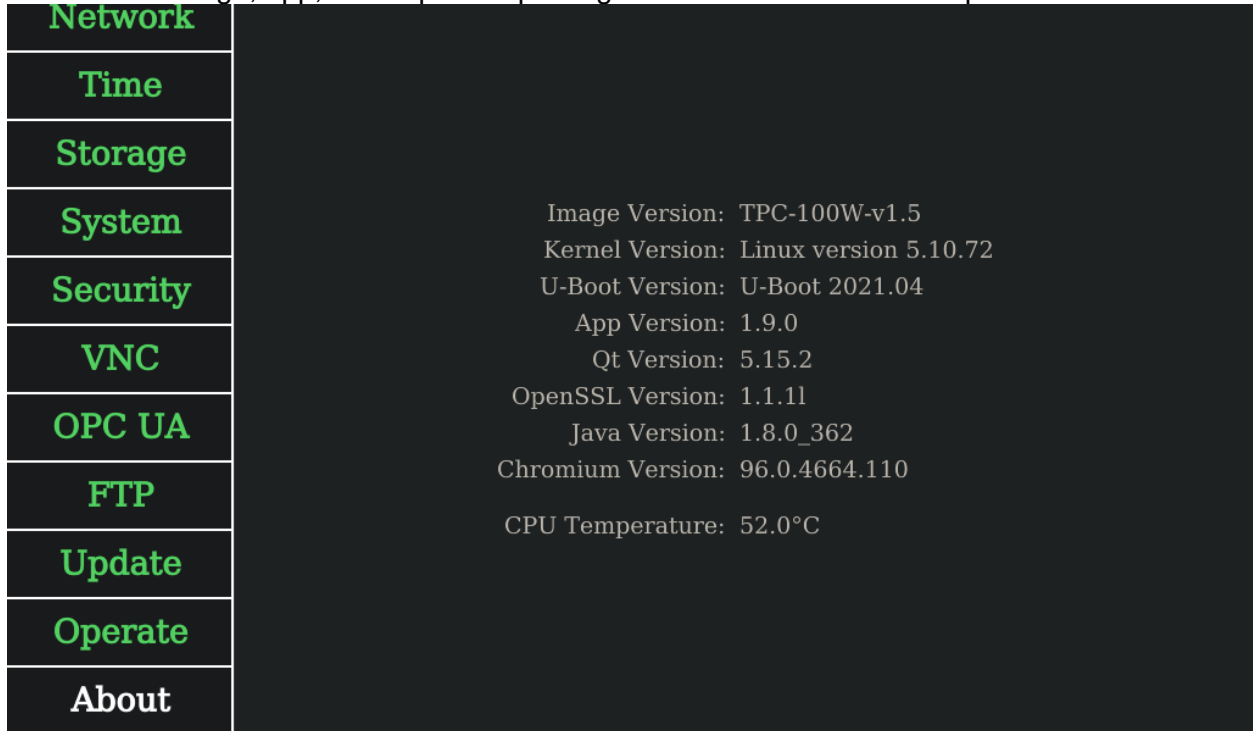 Network
Time
Storage
System
Security
VNC
OPC UA
FTP
Update
Operate
About
Image Version: TPC-100W-v1.5
Kernel Version: Linux version 5.10.72
U-Boot Version: U-Boot 2021.04
App Version: 1.9.0
Qt Version: 5.15.2
OpenSSL Version: 1.1.1l
Java Version: 1.8.0_362
Chromium Version: 96.0.4664.110
CPU Temperature: 52.0°C